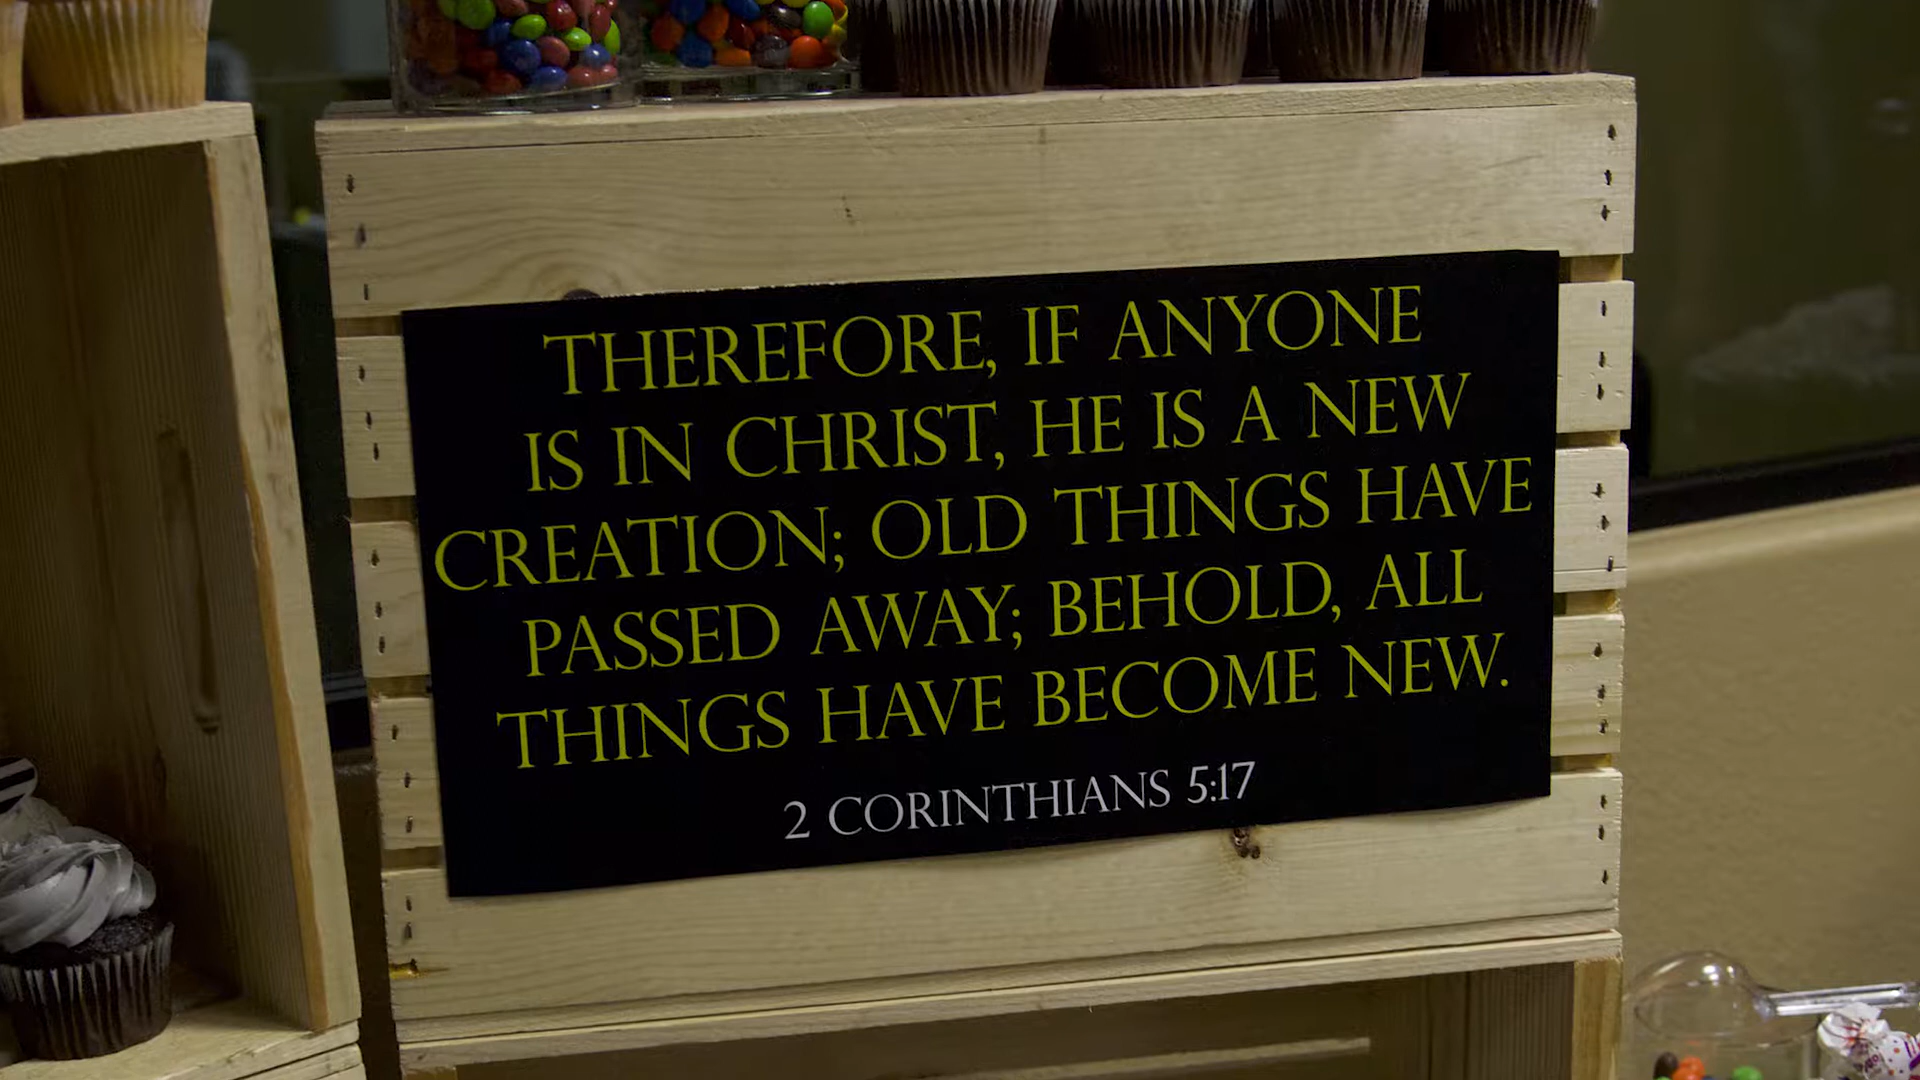 THEREFORE, IF ANYONE
IS IN CHRIST, HE IS A NEW
CREATION; OLD THINGS HAVE
PASSED AWAY; BEHOLD, ALL
THINGS HAVE BECOME NEW.
2 CORINTHIANS 5:17